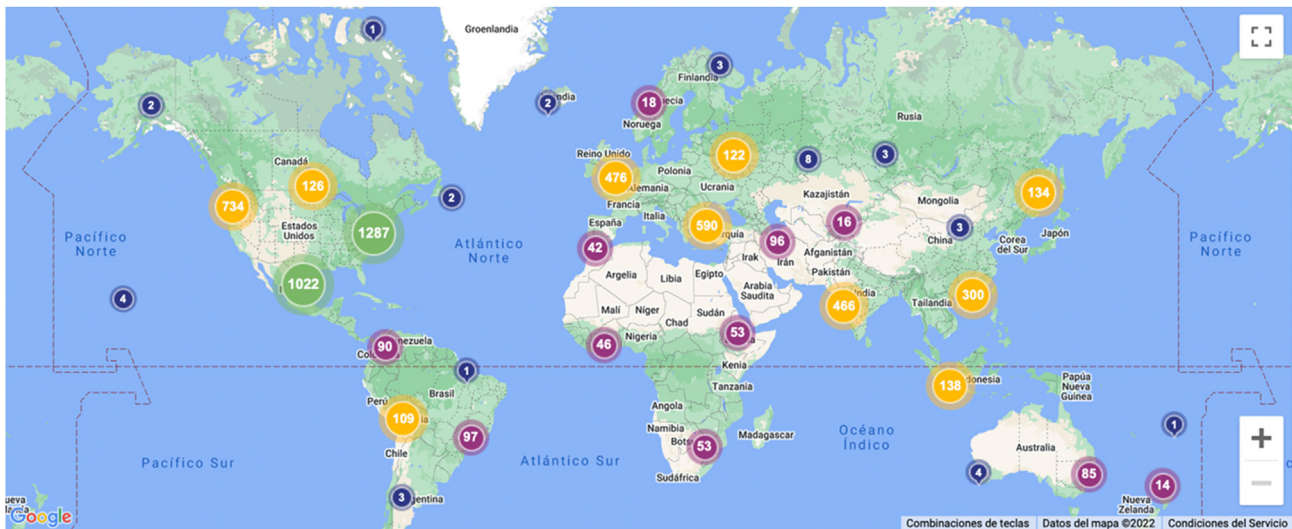 1
Groenlandia
3
Finlandia
2
2
18
Noruega
Rusia
Canadá
126
Reino Unido
476
122
Polonia
8
3
Alemania
Ucrania
Kazajistán
Mongolia
134
734
2
Francia
Italia
590
16
3
China
Corea
del Sur
Japón
Estados
Unidos
1287
España
42
96
Irak
Irán
Afganistán
Pakistán
Pacífico
Norte
Atlántico
Norte
Pacífico
Norte
1022
Argelia
Libia
Egipto
Arabia
Saudita
466
India
Tailandia
300
4
Malí
Níger
Chad
Sudán
90
46
Nigeria
53
Kenia
1
Brasil
Tanzania
138
Papúa
Nueva
Guinea
Perú
109
Angola
Namibia
Madagascar
Océano
Índico
1
97
Chile
53
Australia
Pacífico Sur
Atlántico Sur
Sudáfrica
4
85
14
3
Nueva
Zelanda
Google
Combinaciones de teclas
Datos del mapa ©2022
Condiciones del Servicio